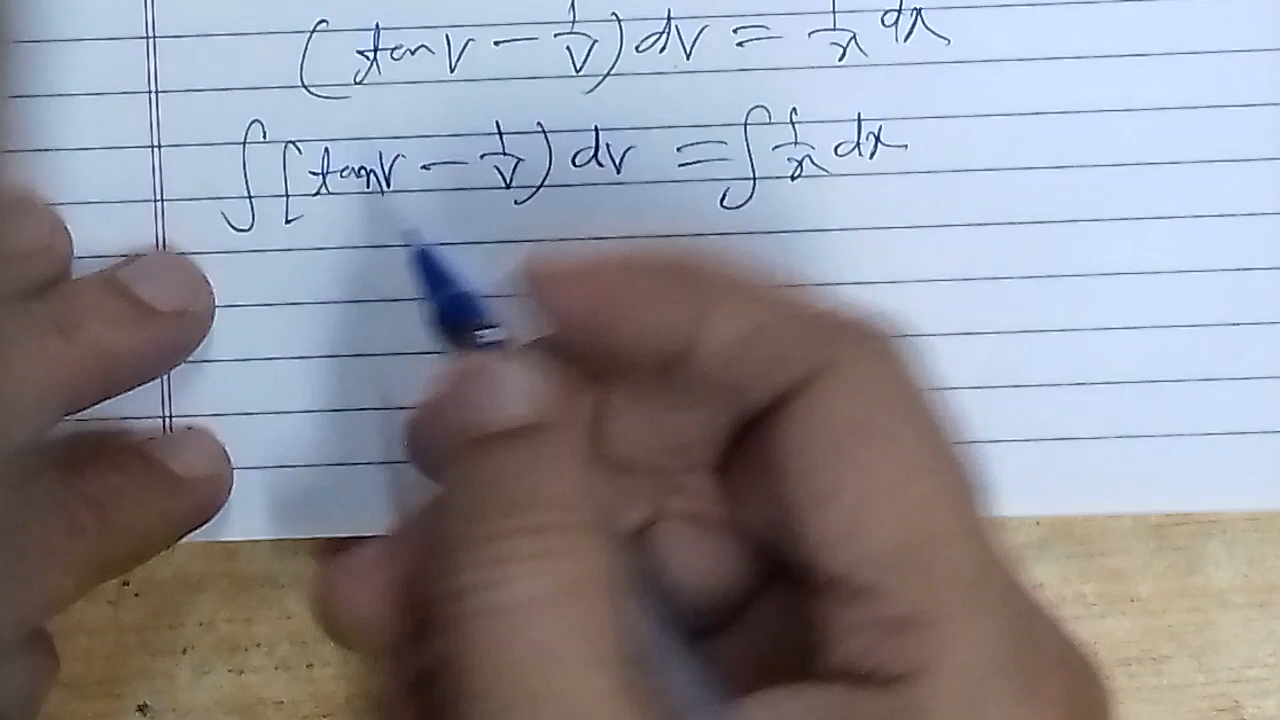 (tan V - 1/V) dv = 1/x dx
∫ [tan V - 1/V) dv = ∫ 1/x dx